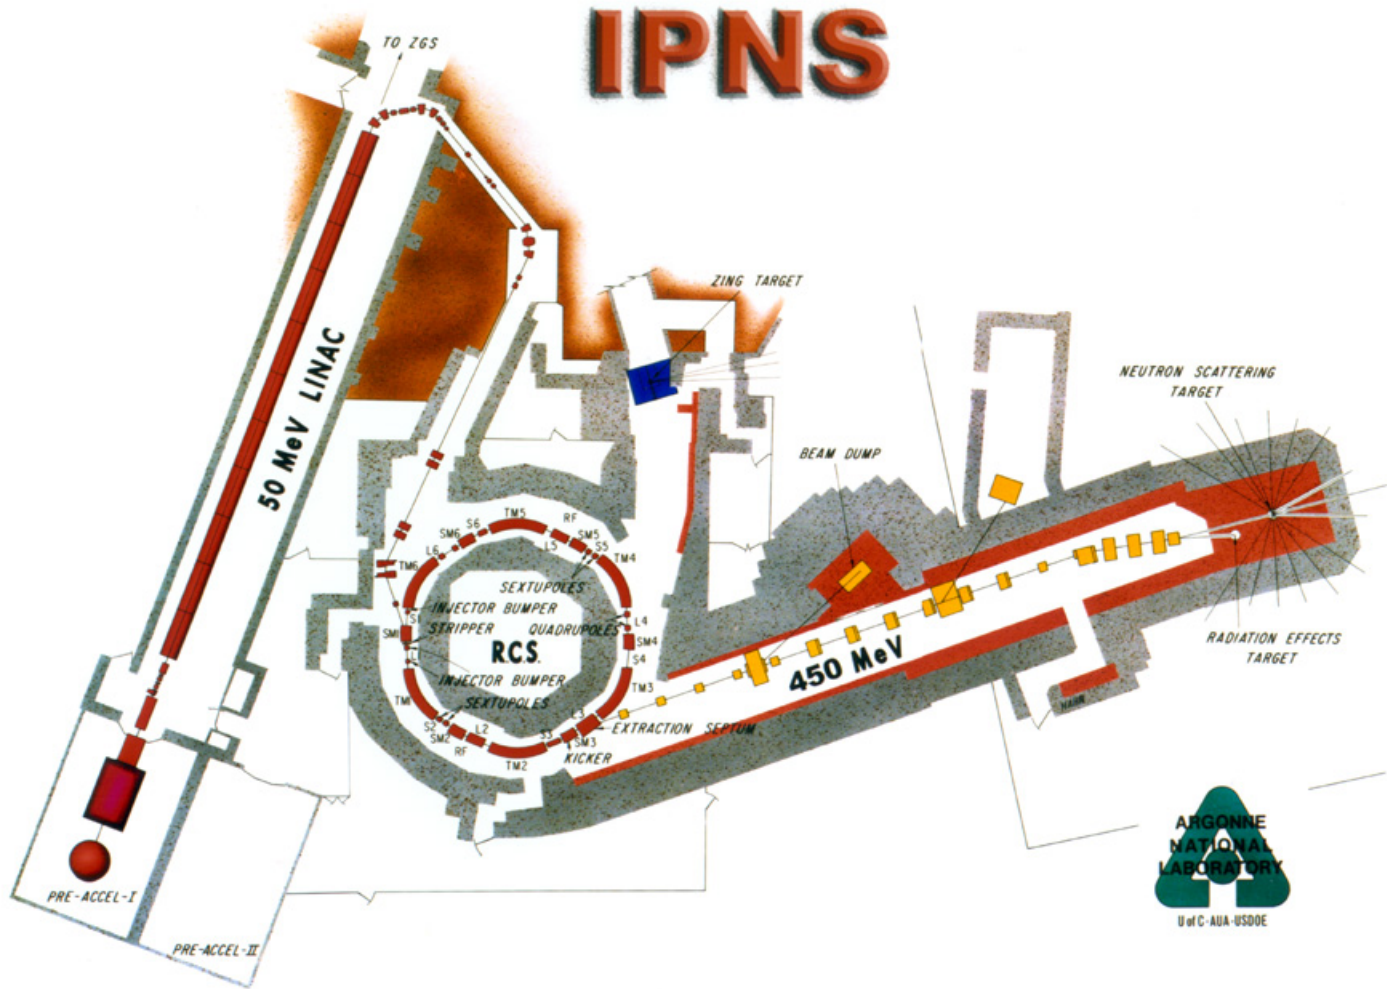 IPNS
TO ZGS
ZING TARGET
50 MeV LINAC
NEUTRON SCATTERING
TARGET
BEAM DUMP
TM5
RF
S6
SM6
L6
TM6
L5
SM5
S5
TM4
SEXTUPOLES
INJECTOR BUMPER
S1
STRIPPER
QUADRUPOLES
L4
SM1
SM4
R.C.S.
S4
L1
INJECTOR BUMPER
TM1
SEXTUPOLES
TM3
S2
SM2
L2
RF
TM2
S3
L3
SM3
EXTRACTION SEPTUM
KICKER
450 MeV
RADIATION EFFECTS
TARGET
PRE-ACCEL-I
PRE-ACCEL-II
ARGONNE
NATIONAL
LABORATORY
U of C-AUA-USDOE